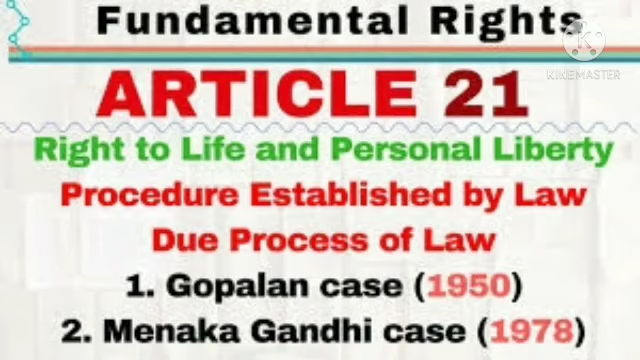 Fundamental Rights
KINEMASTER
ARTICLE 21
Right to Life and Personal Liberty
Procedure Established by Law
Due Process of Law
1. Gopalan case (1950)
2. Menaka Gandhi case (1978)